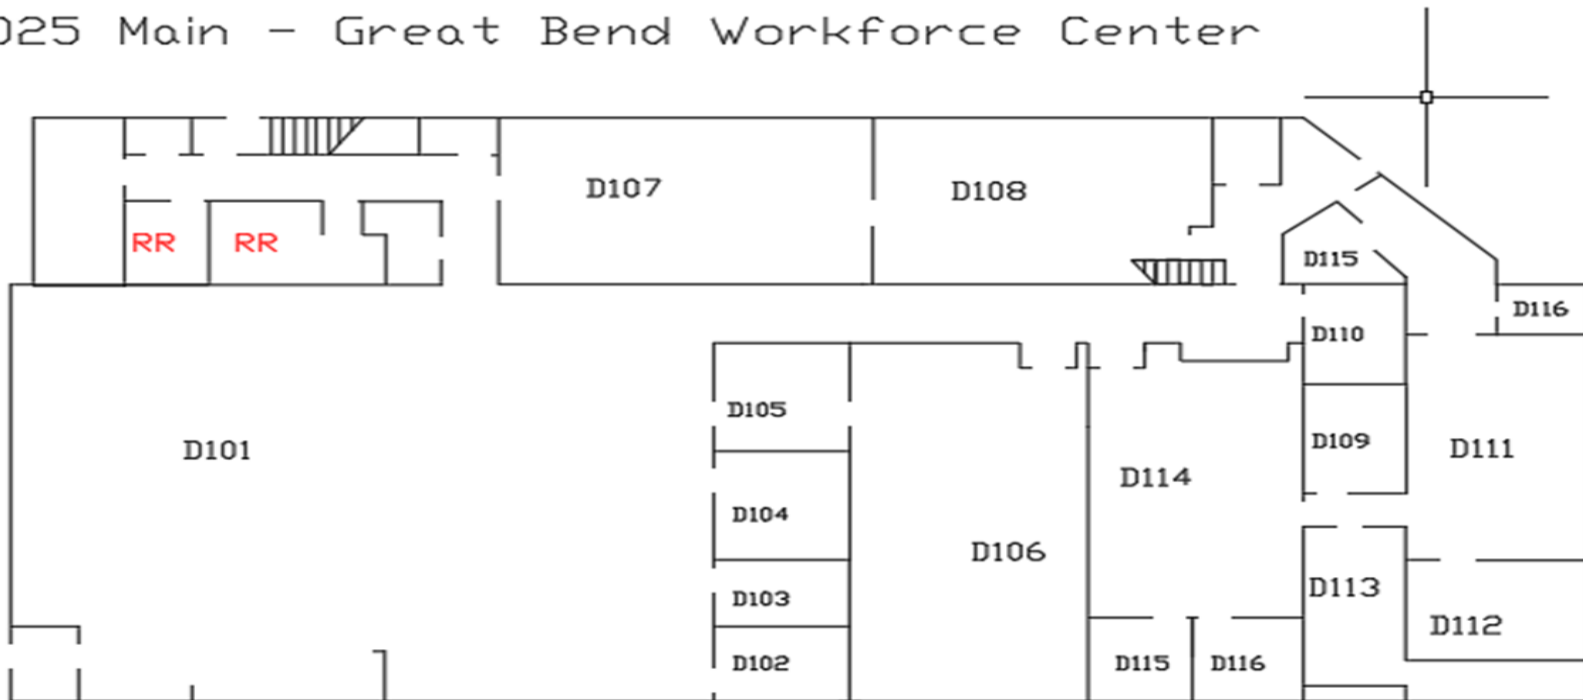 025 Main - Great Bend Workforce Center
D107
D108
RR
RR
D115
D116
D110
D105
D101
D109
D111
D114
D104
D106
D103
D113
D112
D102
D115
D116